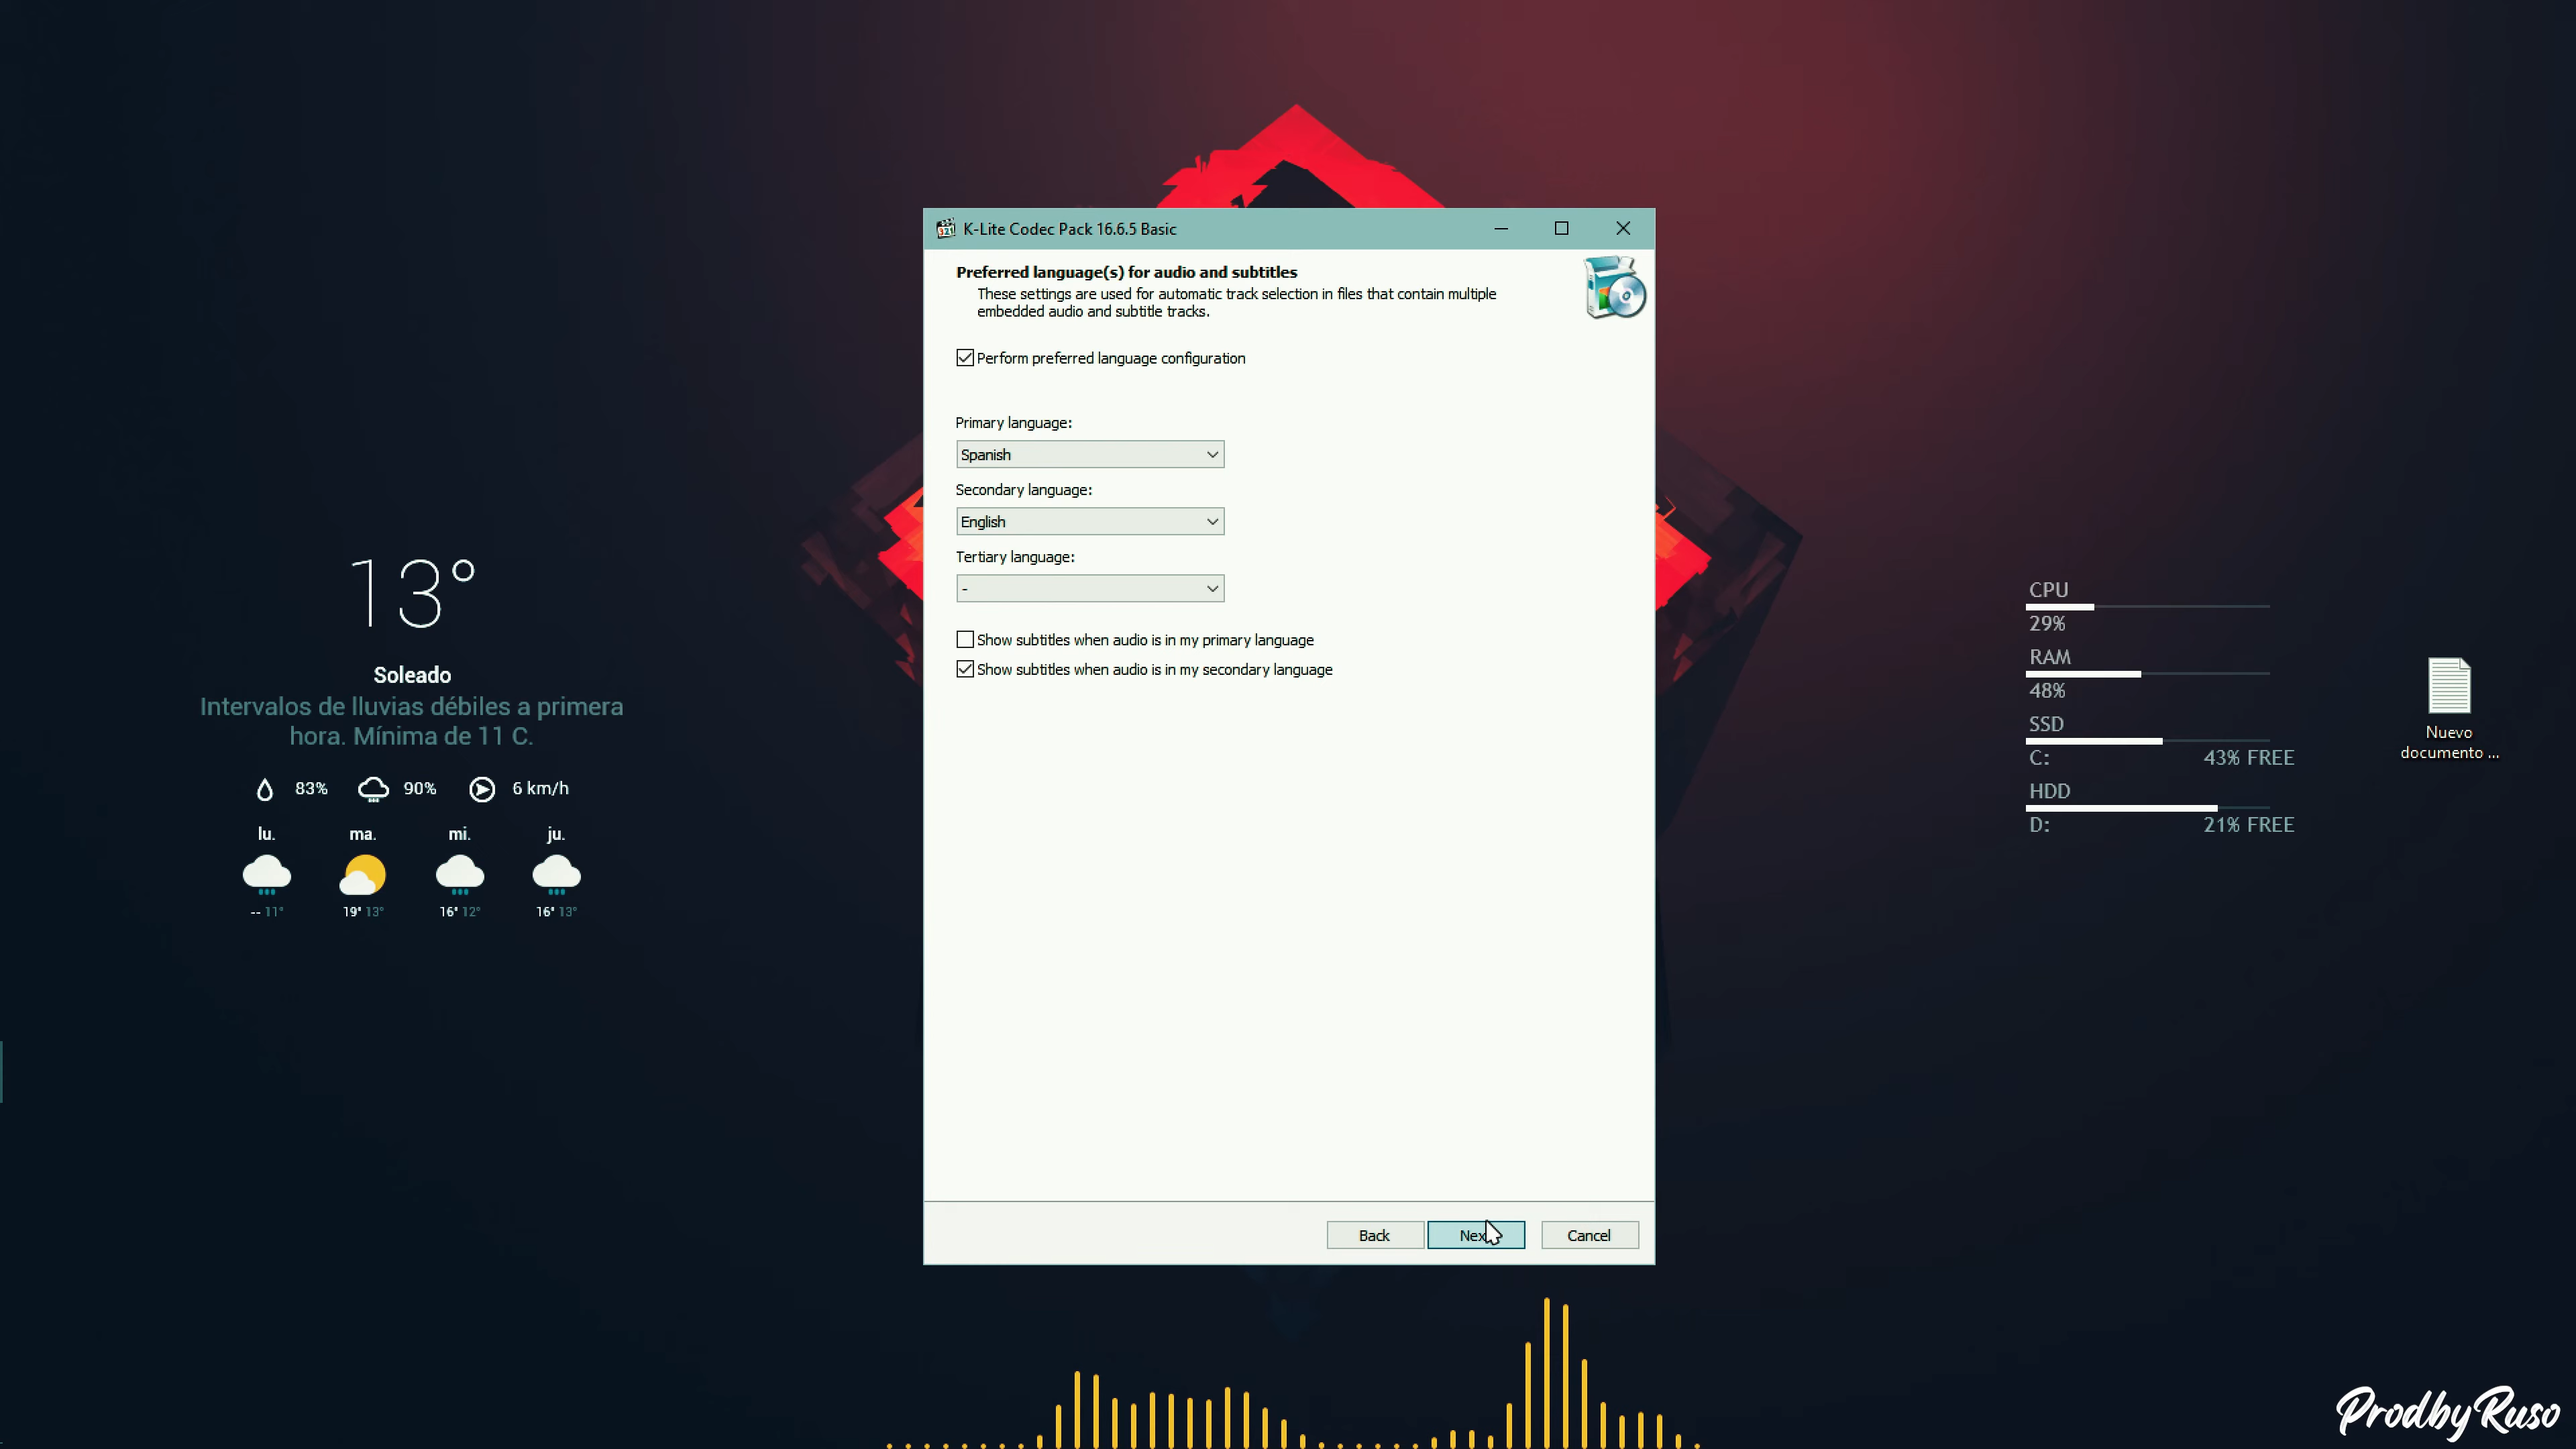 K-Lite Codec Pack 16.6.5 Basic
Preferred language(s) for audio and subtitles
These settings are used for automatic track selection in files that contain multiple
embedded audio and subtitle tracks.
Perform preferred language configuration
Primary language:
Spanish
Secondary language:
English
Tertiary language:
-
Show subtitles when audio is in my primary language
Show subtitles when audio is in my secondary language
Back
Nex
Cancel
13°
Soleado
Intervalos de lluvias débiles a primera
hora. Mínima de 11 C.
83% 90% 6 km/h
lu. ma. mi. ju.
-- 11° 19° 13° 16° 12° 16° 13°
CPU
29%
RAM
48%
SSD
C: 43% FREE
HDD
D: 21% FREE
Nuevo
documento ...
ProdbyRuso